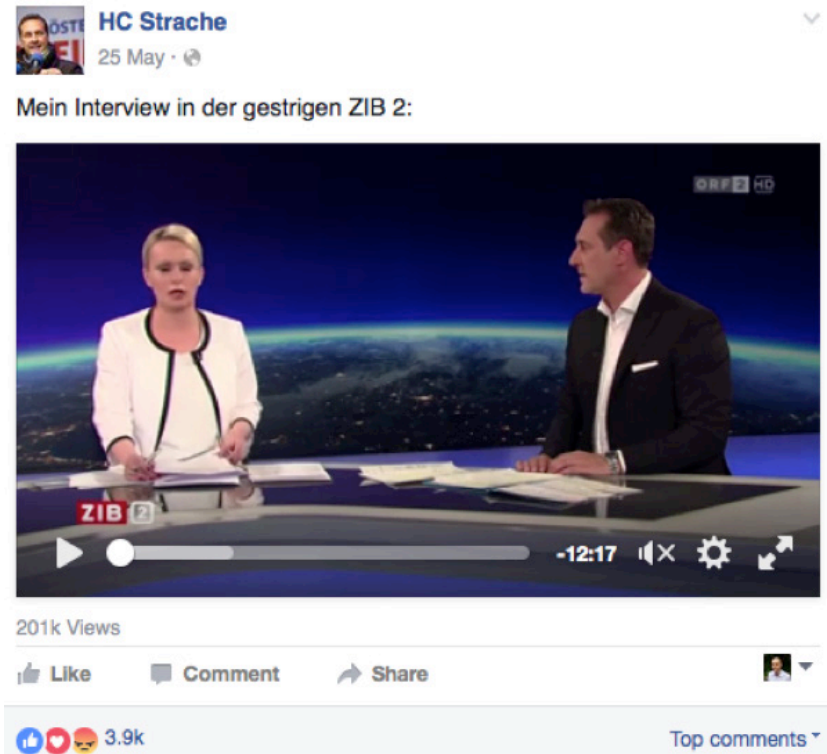 HC Strache
25 May
Mein Interview in der gestrigen ZIB 2:
ORF 2 HD
ZIB 2
-12:17
201k Views
Like Comment Share
3.9k Top comments